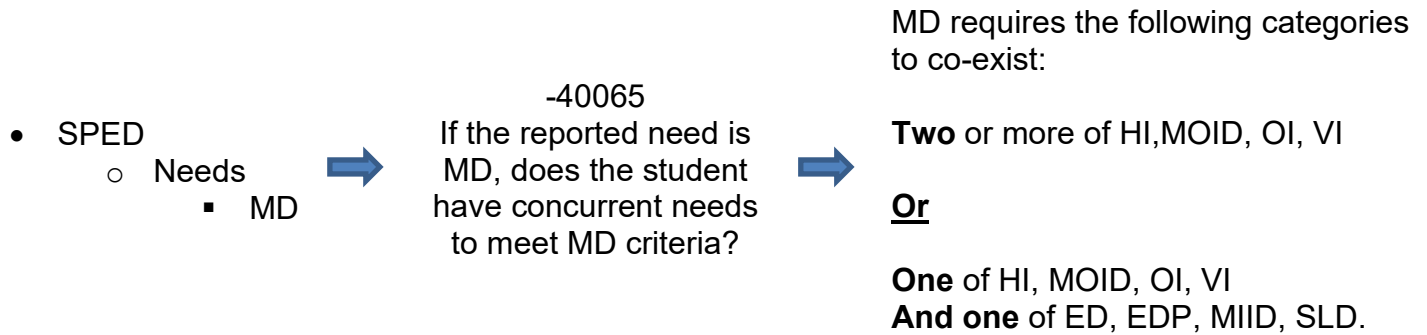 • SPED
○ Needs
▪ MD
-40065
If the reported need is
MD, does the student
have concurrent needs
to meet MD criteria?
MD requires the following categories
to co-exist:
Two or more of HI,MOID, OI, VI
Or
One of HI, MOID, OI, VI
And one of ED, EDP, MIID, SLD.